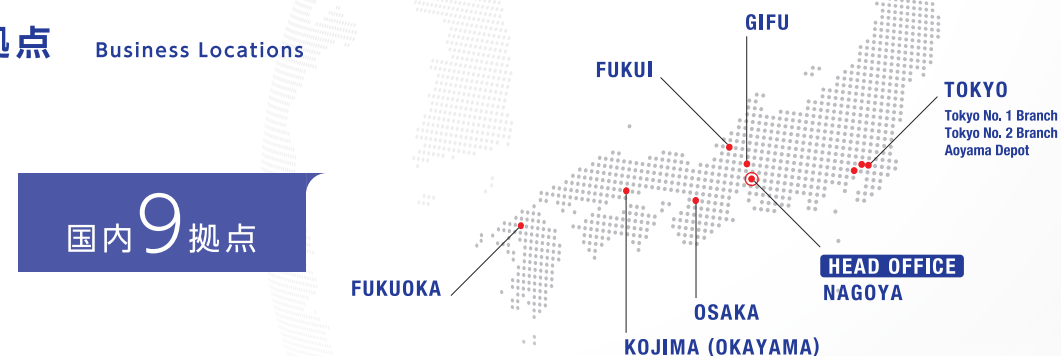 点 Business Locations
国内9拠点
GIFU
FUKUI
TOKYO
Tokyo No. 1 Branch
Tokyo No. 2 Branch
Aoyama Depot
HEAD OFFICE
NAGOYA
FUKUOKA
OSAKA
KOJIMA (OKAYAMA)